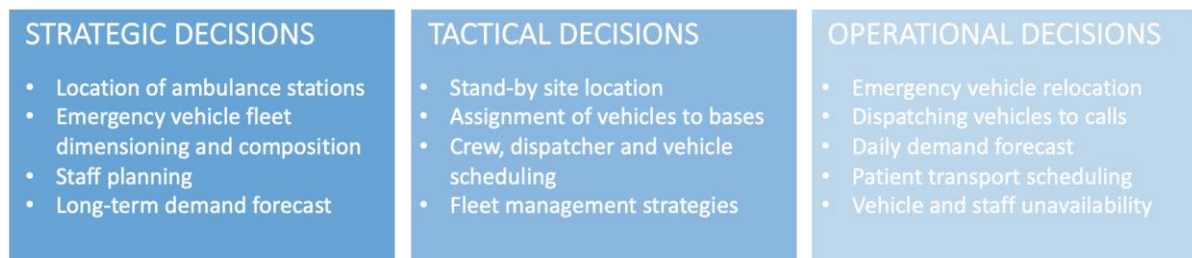 STRATEGIC DECISIONS
• Location of ambulance stations
• Emergency vehicle fleet
dimensioning and composition
• Staff planning
• Long-term demand forecast
TACTICAL DECISIONS
• Stand-by site location
• Assignment of vehicles to bases
• Crew, dispatcher and vehicle
scheduling
• Fleet management strategies
OPERATIONAL DECISIONS
• Emergency vehicle relocation
• Dispatching vehicles to calls
• Daily demand forecast
• Patient transport scheduling
• Vehicle and staff unavailability